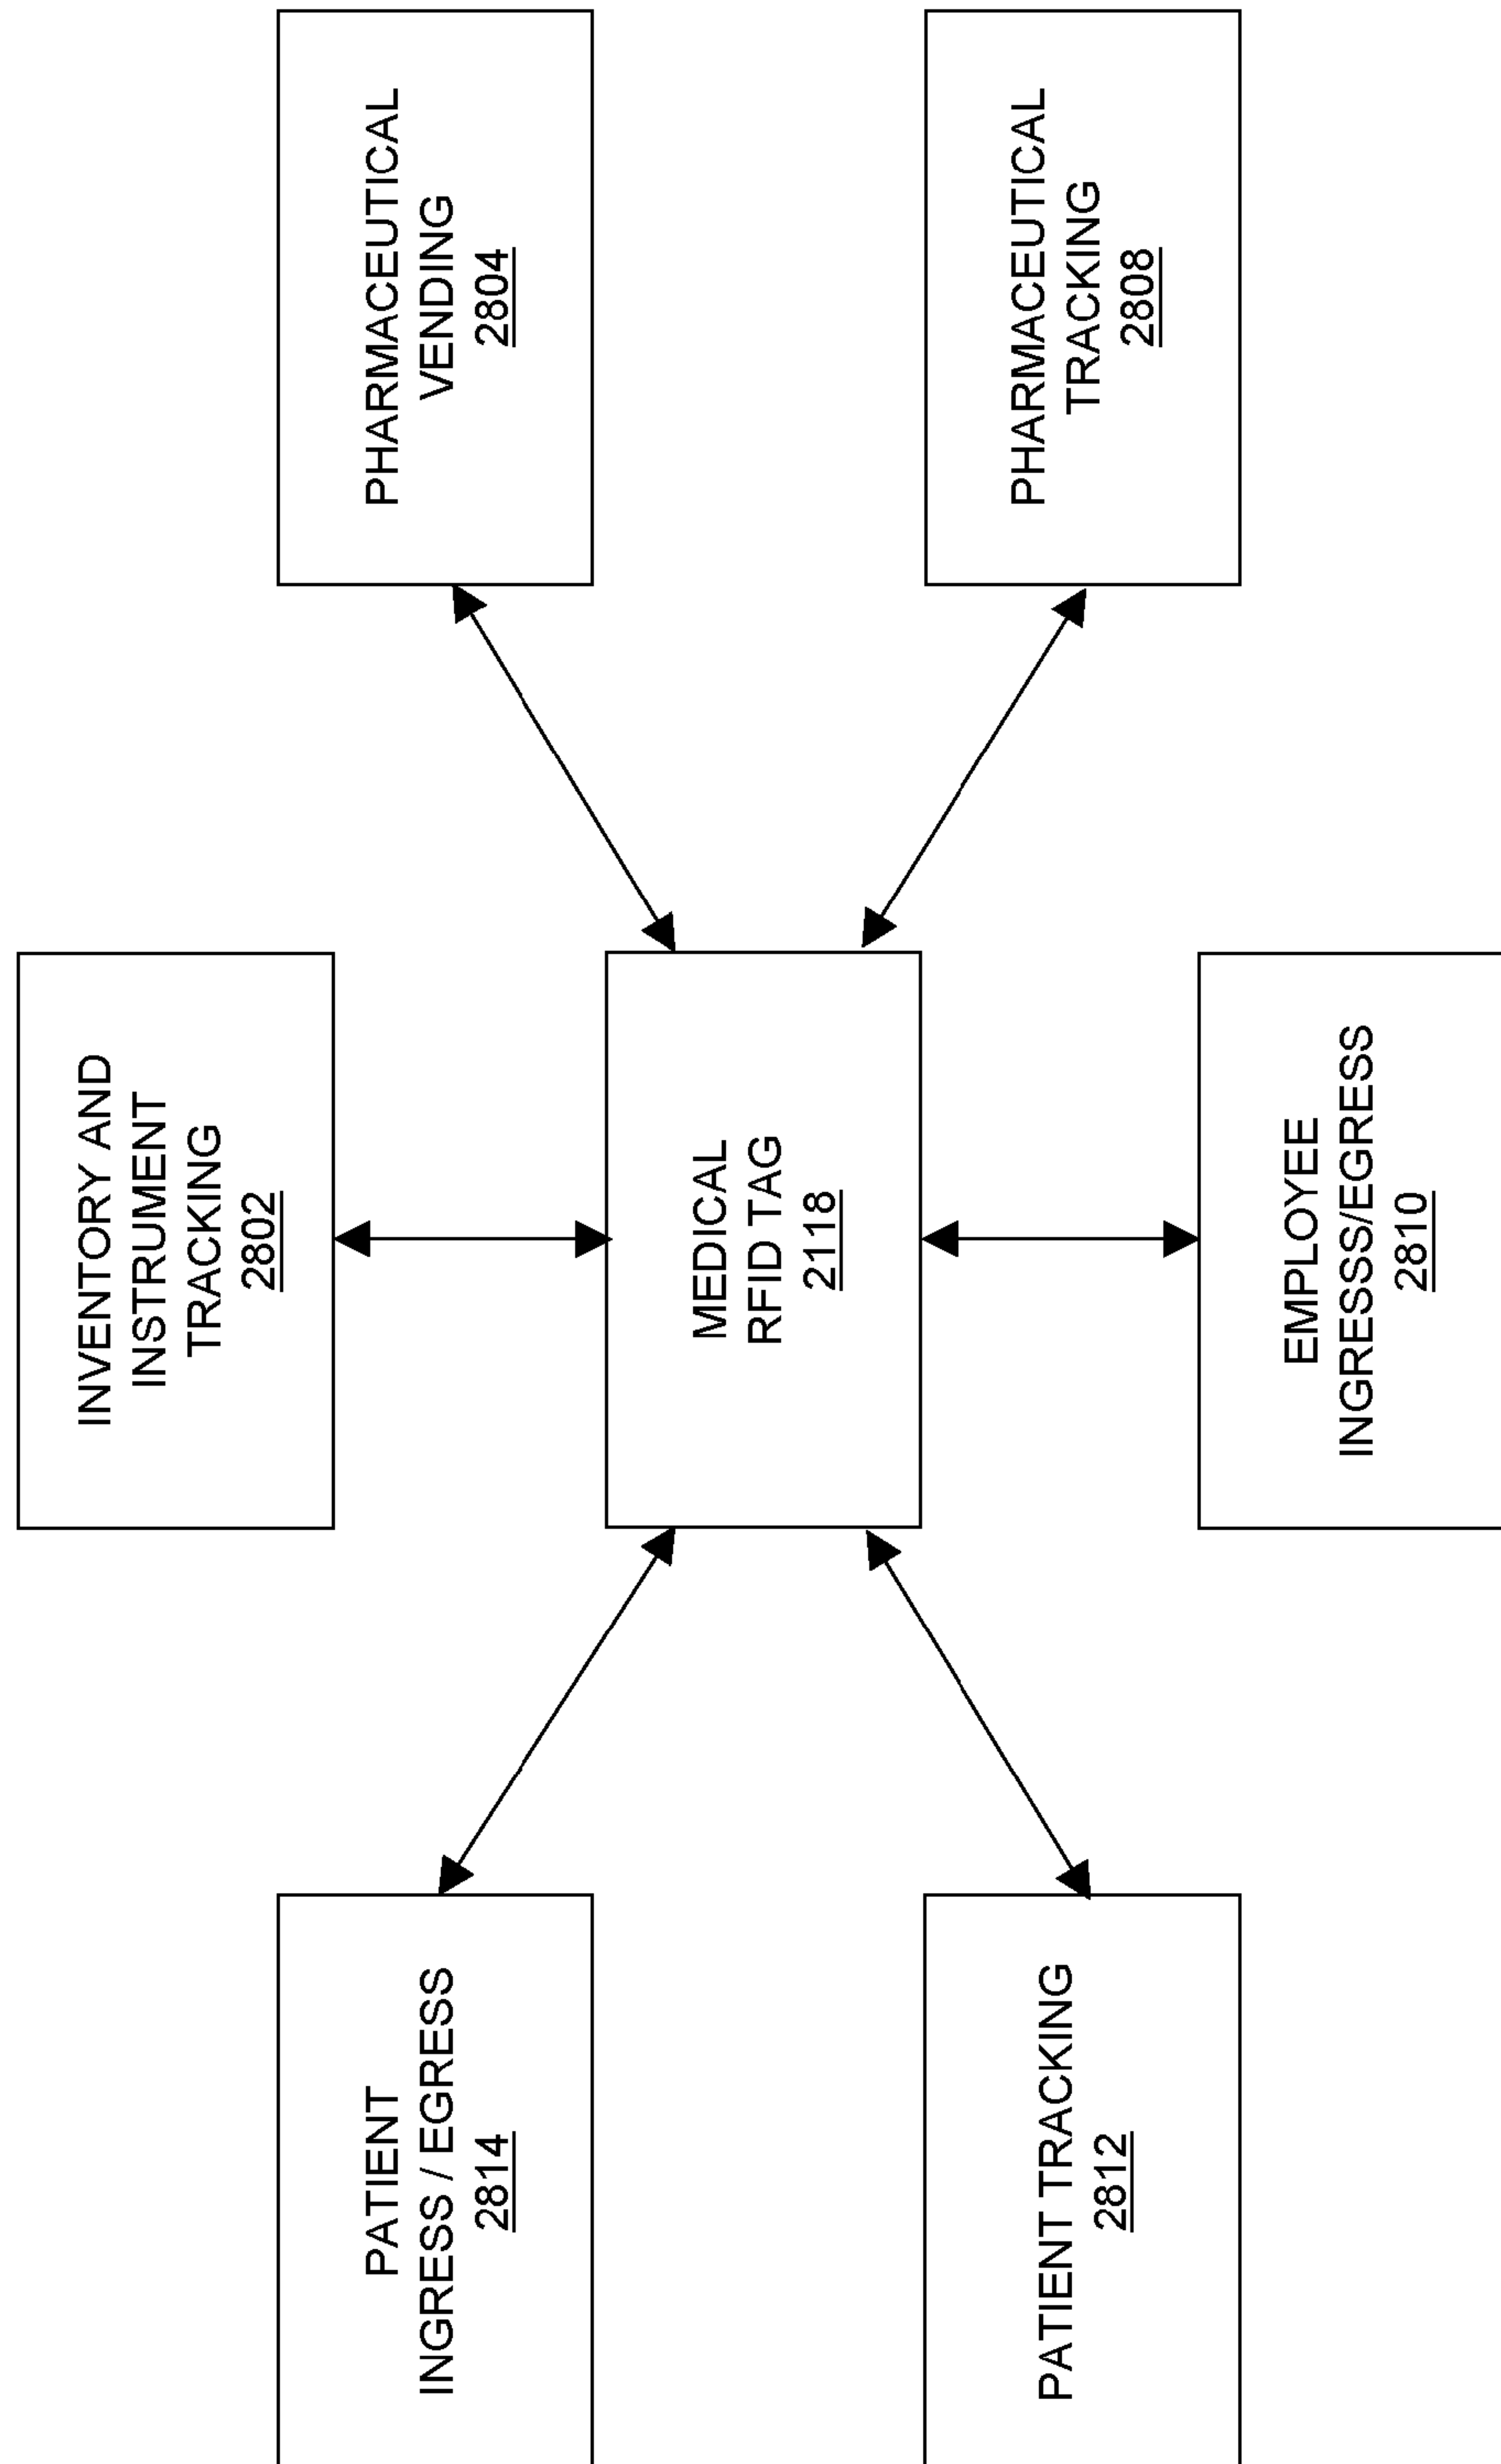 INVENTORY AND
INSTRUMENT
TRACKING
2802
PATIENT
INGRESS / EGRESS
2814
PHARMACEUTICAL
VENDING
2804
MEDICAL
RFID TAG
2118
PATIENT TRACKING
2812
PHARMACEUTICAL
TRACKING
2808
EMPLOYEE
INGRESSS/EGRESS
2810